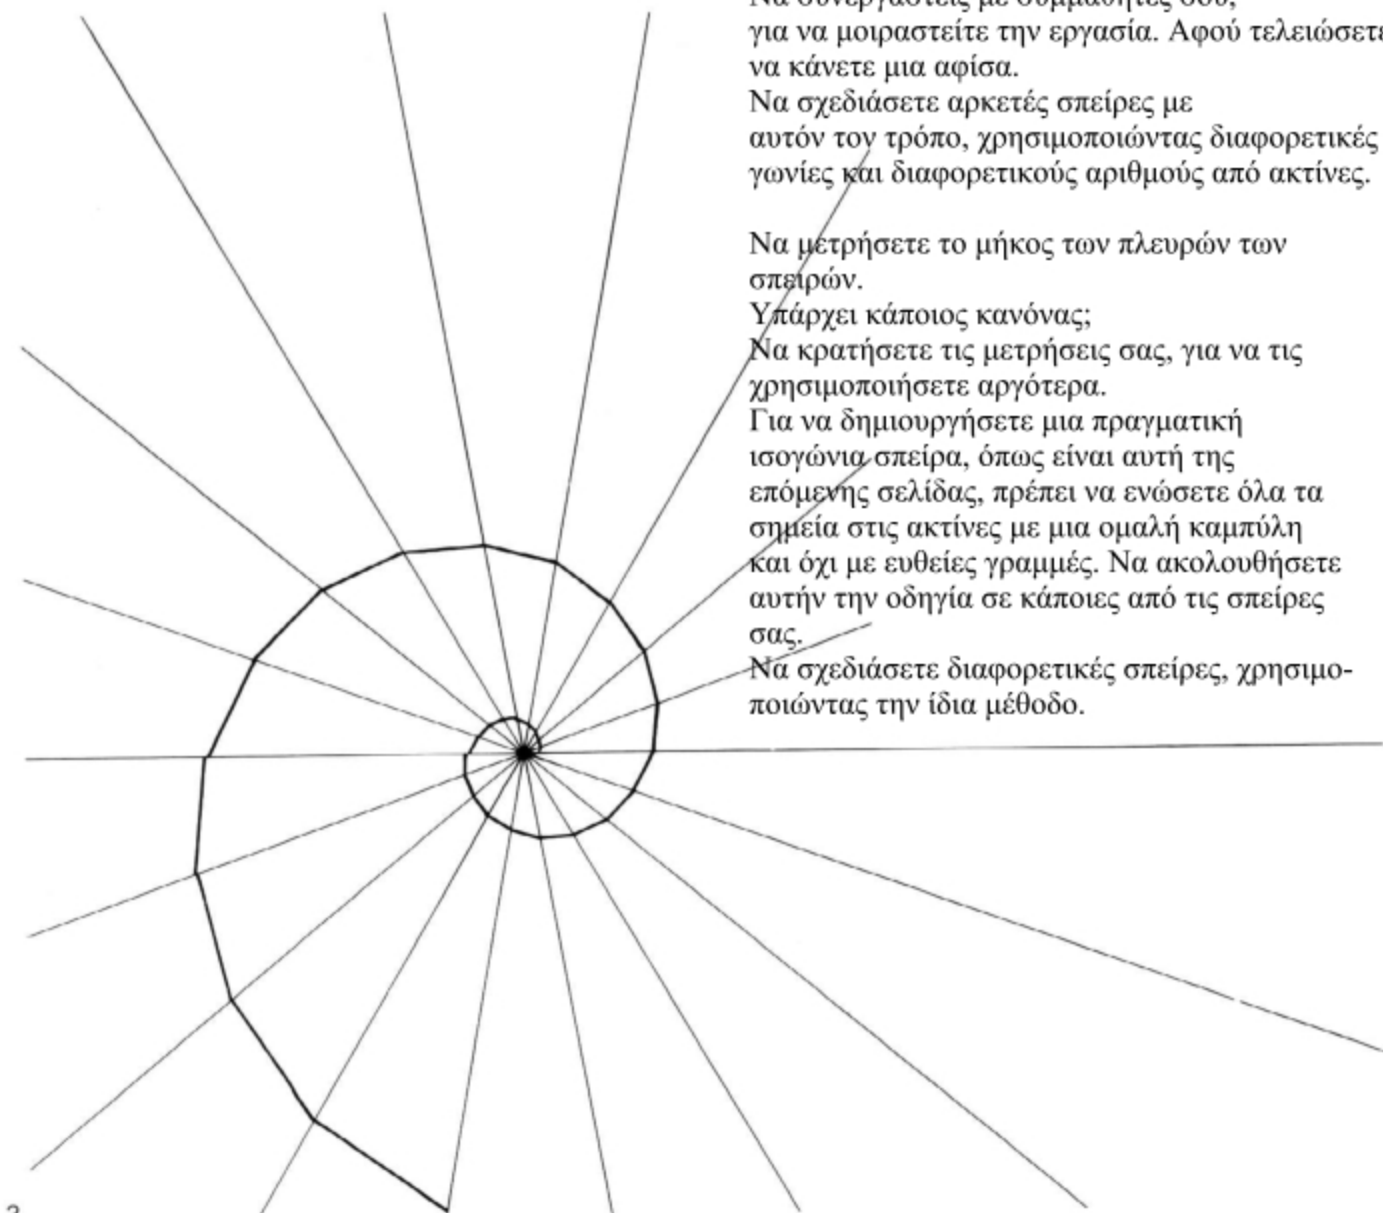 Να συνεργαστείς με συμμαθητές σου,
για να μοιραστείτε την εργασία. Αφού τελειώσετε
να κάνετε μια αφίσα.
Να σχεδιάσετε αρκετές σπείρες με
αυτόν τον τρόπο, χρησιμοποιώντας διαφορετικές
γωνίες και διαφορετικούς αριθμούς από ακτίνες.
Να μετρήσετε το μήκος των πλευρών των
σπειρών.
Υπάρχει κάποιος κανόνας;
Να κρατήσετε τις μετρήσεις σας, για να τις
χρησιμοποιήσετε αργότερα.
Για να δημιουργήσετε μια πραγματική
ισογώνια σπείρα, όπως είναι αυτή της
επόμενης σελίδας, πρέπει να ενώσετε όλα τα
σημεία στις ακτίνες με μια ομαλή καμπύλη
και όχι με ευθείες γραμμές. Να ακολουθήσετε
αυτήν την οδηγία σε κάποιες από τις σπείρες
σας.
Να σχεδιάσετε διαφορετικές σπείρες, χρησιμο-
ποιώντας την ίδια μέθοδο.